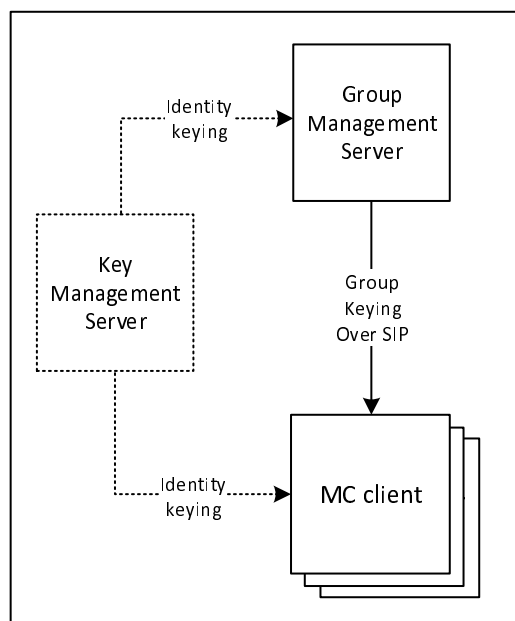 Identity
keying
Group
Management
Server
Key
Management
Server
Group
Keying
Over SIP
Identity
keying
MC client